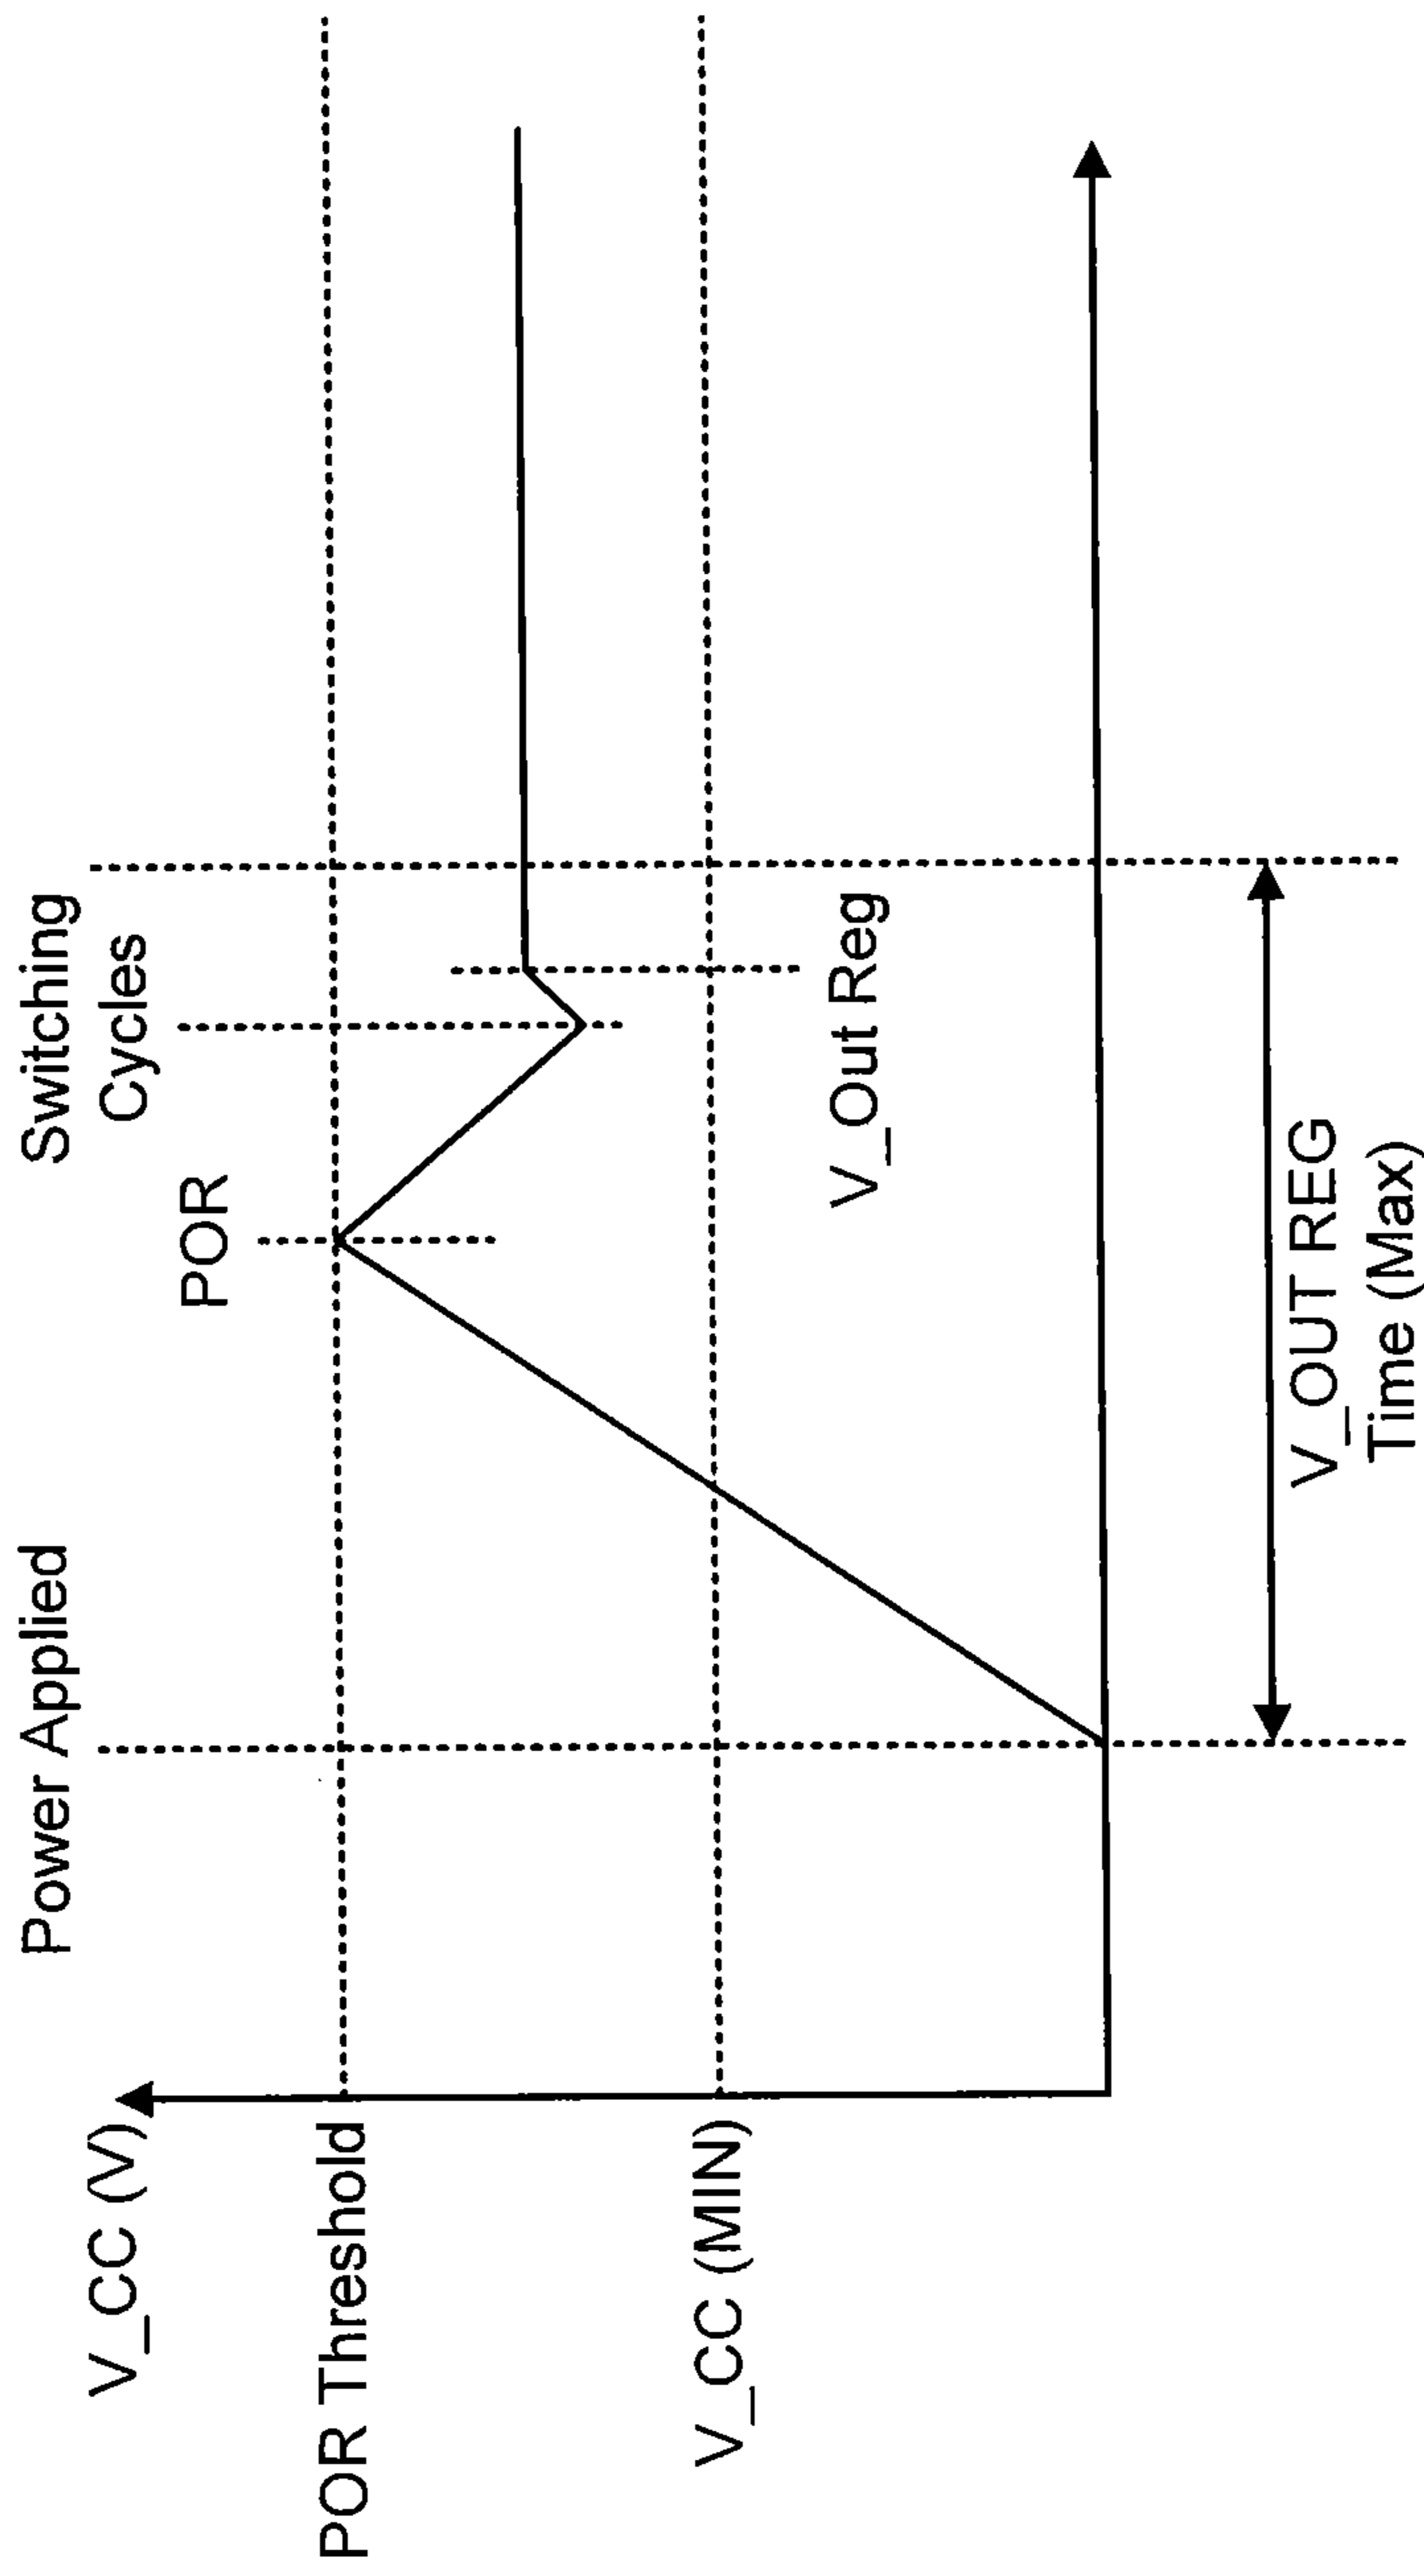 Power Applied
Switching
Cycles
POR
V_CC (V)
POR Threshold
V_CC (MIN)
V_Out Reg
V_OUT REG
Time (Max)